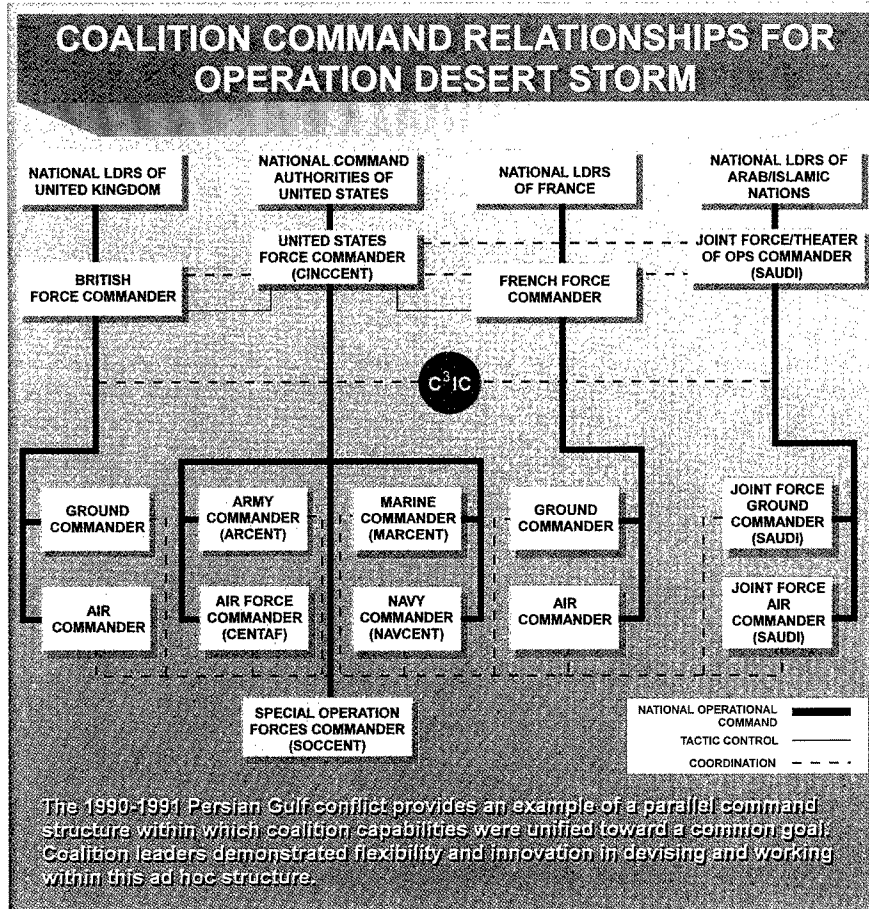 COALITION COMMAND RELATIONSHIPS FOR
OPERATION DESERT STORM
NATIONAL LDRS OF
UNITED KINGDOM
NATIONAL COMMAND
AUTHORITIES OF
UNITED STATES
NATIONAL LDRS
OF FRANCE
NATIONAL LDRS OF
ARAB/ISLAMIC
NATIONS
BRITISH
FORCE COMMANDER
UNITED STATES
FORCE COMMANDER
(CINCCENT)
FRENCH FORCE
COMMANDER
JOINT FORCE/THEATER
OF OPS COMMANDER
(SAUDI)
C³IC
GROUND
COMMANDER
ARMY
COMMANDER
(ARCENT)
MARINE
COMMANDER
(MARCENT)
GROUND
COMMANDER
JOINT FORCE
GROUND
COMMANDER
(SAUDI)
AIR
COMMANDER
AIR FORCE
COMMANDER
(CENTAF)
NAVY
COMMANDER
(NAVCENT)
AIR
COMMANDER
JOINT FORCE
AIR
COMMANDER
(SAUDI)
SPECIAL OPERATION
FORCES COMMANDER
(SOCCENT)
NATIONAL OPERATIONAL
COMMAND
TACTIC CONTROL
COORDINATION
The 1990-1991 Persian Gulf conflict provides an example of a parallel command
structure within which coalition capabilities were unified toward a common goal.
Coalition leaders demonstrated flexibility and innovation in devising and working
within this ad hoc structure.